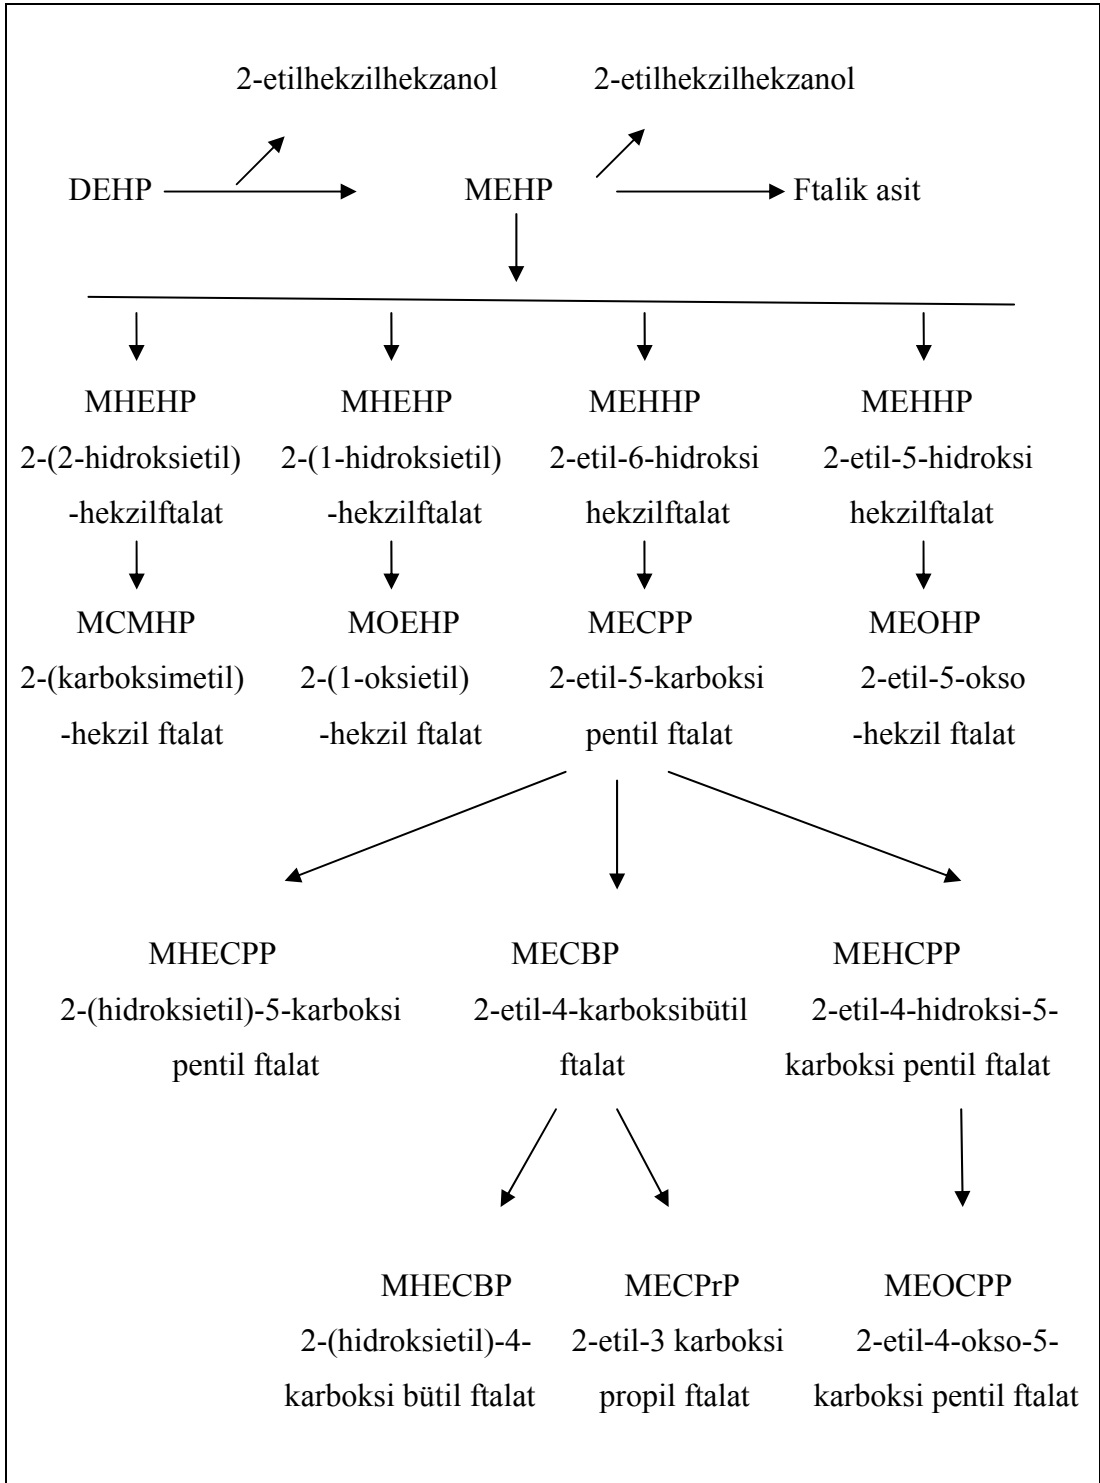 2-etilhekzilhekzanol 2-etilhekzilhekzanol
DEHP MEHP Ftalik asit
MHEHP MHEHP MEHHP MEHHP
2-(2-hidroksietil) 2-(1-hidroksietil) 2-etil-6-hidroksi 2-etil-5-hidroksi
-hekzilftalat -hekzilftalat hekzilftalat hekzilftalat
MCMHP MOEHP MECPP MEOHP
2-(karboksimetil) 2-(1-oksietil) 2-etil-5-karboksi 2-etil-5-okso
-hekzil ftalat -hekzil ftalat pentil ftalat -hekzil ftalat
MHECPP MECBP MEHCPP
2-(hidroksietil)-5-karboksi 2-etil-4-karboksibütil 2-etil-4-hidroksi-5-
pentil ftalat ftalat karboksi pentil ftalat
MHECBP MECPrP MEOCPP
2-(hidroksietil)-4- 2-etil-3 karboksi 2-etil-4-okso-5-
karboksi bütil ftalat propil ftalat karboksi pentil ftalat